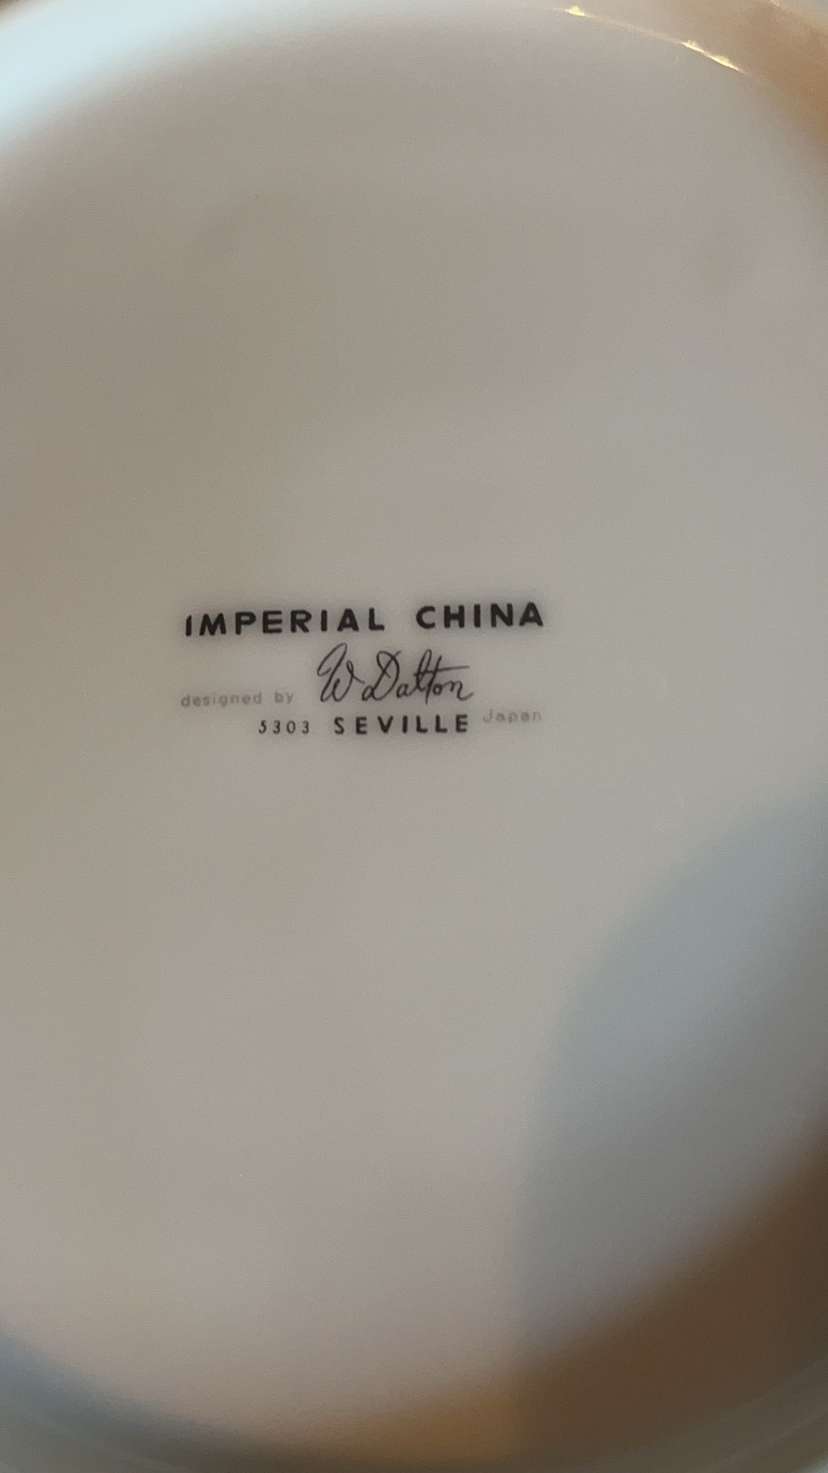 IMPERIAL CHINA
designed by W Dalton
5303 SEVILLE Japan